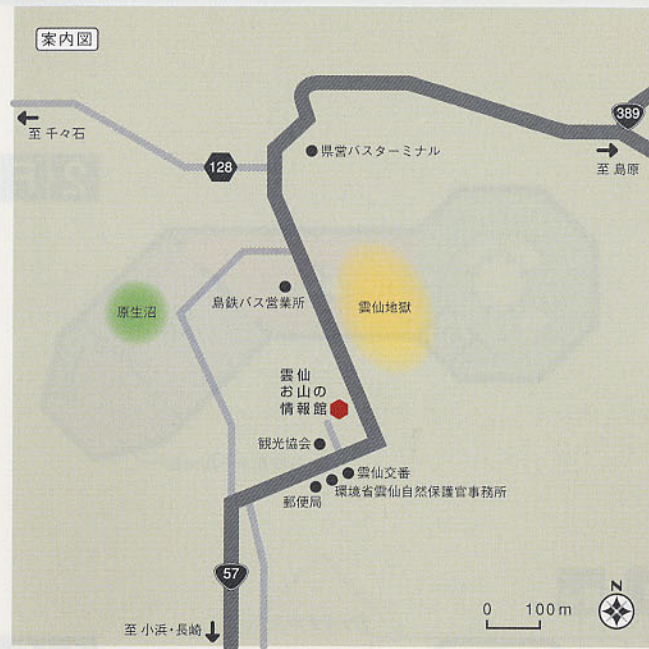 案内図
389
至 千々石
県営バスターミナル
128
至 島原
原生沼
島鉄バス営業所
雲仙地獄
雲仙
お山の
情報館
観光協会
雲仙交番
環境省雲仙自然保護官事務所
郵便局
57
N
0 100m
至 小浜・長崎